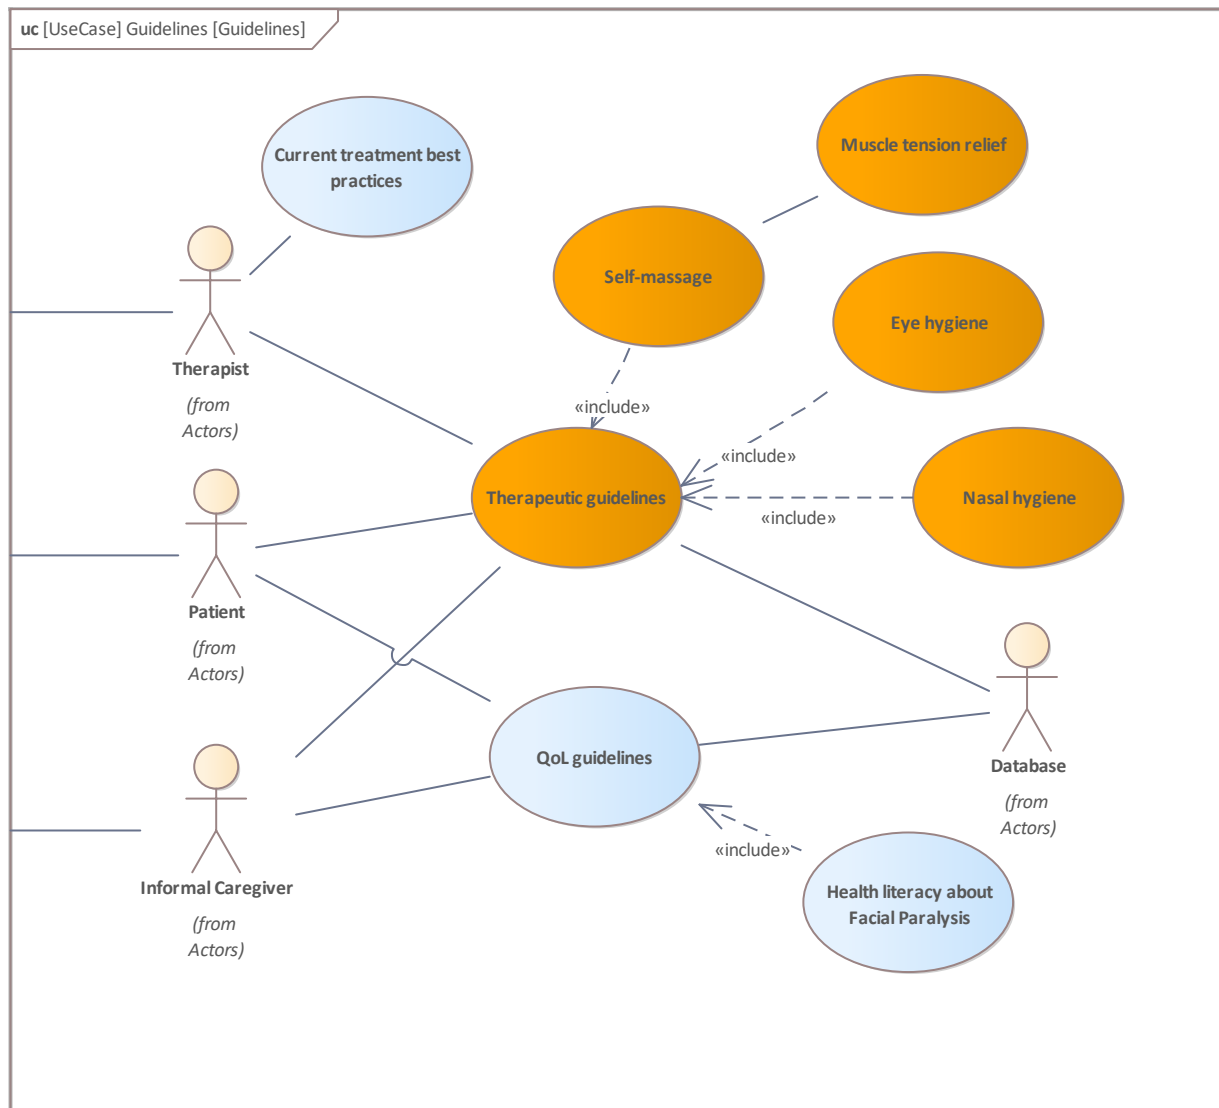 uc [UseCase] Guidelines [Guidelines]
Current treatment best
practices
Muscle tension relief
Self-massage
Eye hygiene
Therapist
(from
Actors)
«include»
«include»
Therapeutic guidelines
Nasal hygiene
«include»
Patient
(from
Actors)
QoL guidelines
Database
(from
Actors)
«include»
Informal Caregiver
(from
Actors)
Health literacy about
Facial Paralysis